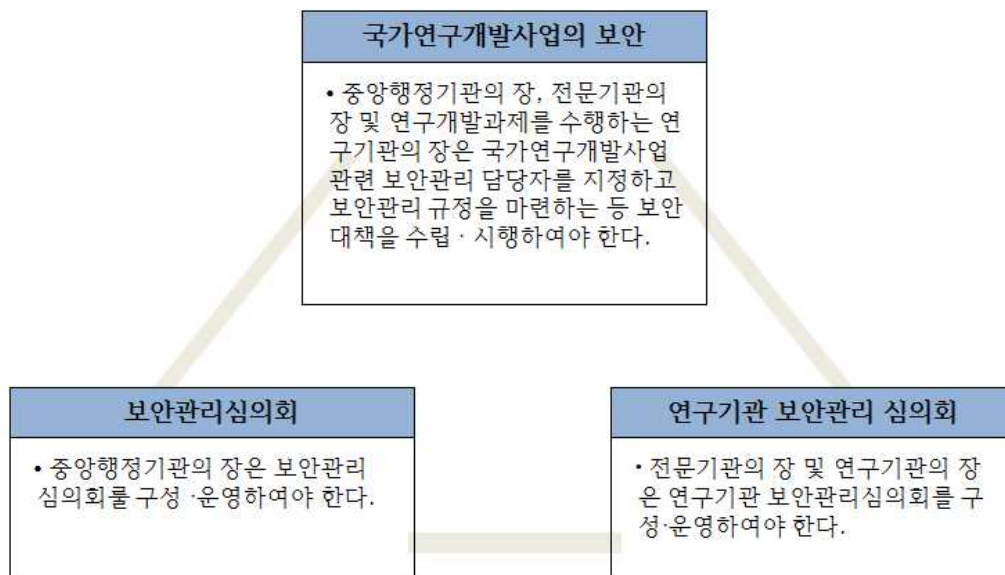 국가연구개발사업의 보안
• 중앙행정기관의 장, 전문기관의
장 및 연구개발과제를 수행하는 연
구기관의 장은 국가연구개발사업
관련 보안관리 담당자를 지정하고
보안관리 규정을 마련하는 등 보안
대책을 수립 · 시행하여야 한다.
보안관리심의회
• 중앙행정기관의 장은 보안관리
심의회룰 구성 ·운영하여야 한다.
연구기관 보안관리 심의회
• 전문기관의 장 및 연구기관의 장
은 연구기관 보안관리심의회를 구
성·운영하여야 한다.